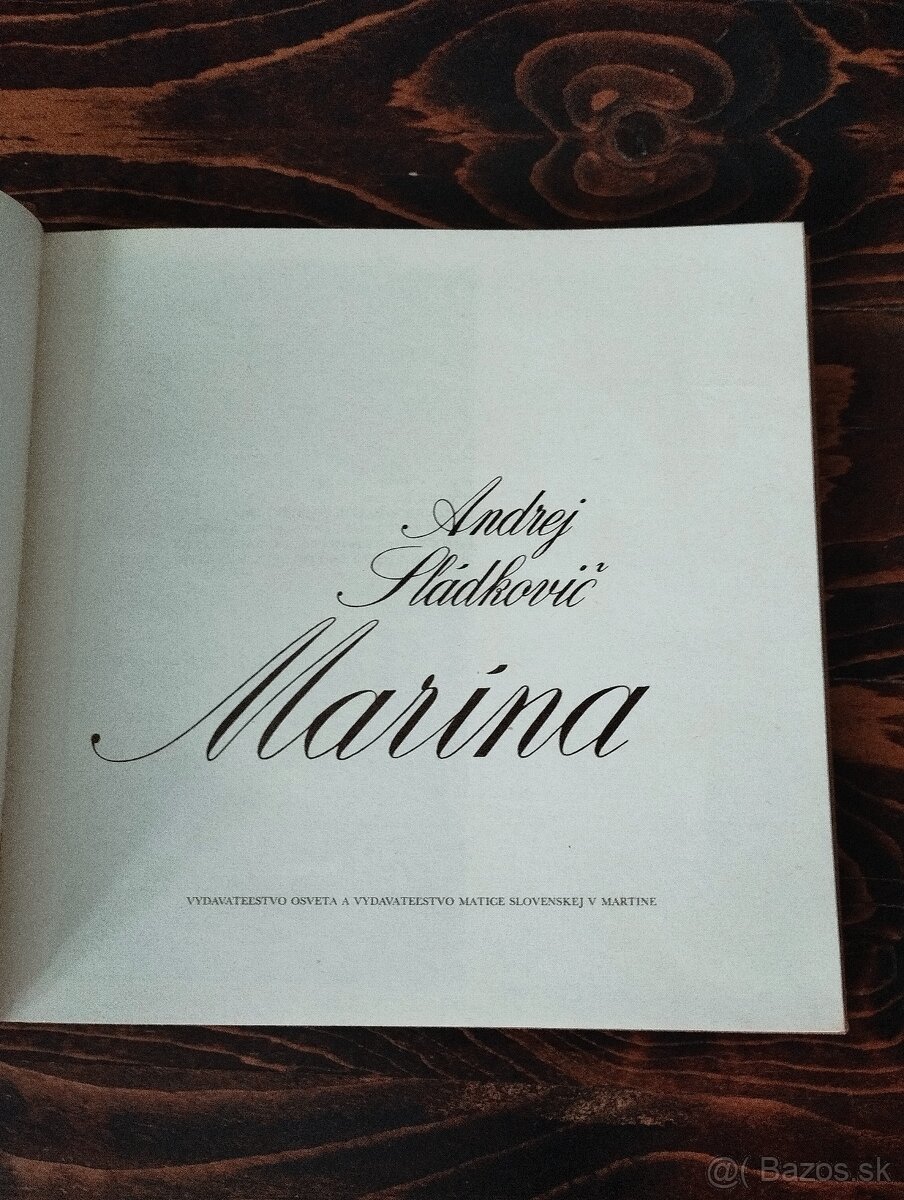 Andrej
Sládkovič
Marína
VYDAVATEĽSTVO OSVETA A VYDAVATEĽSTVO MATICE SLOVENSKEJ V MARTINE
@( Bazos.sk